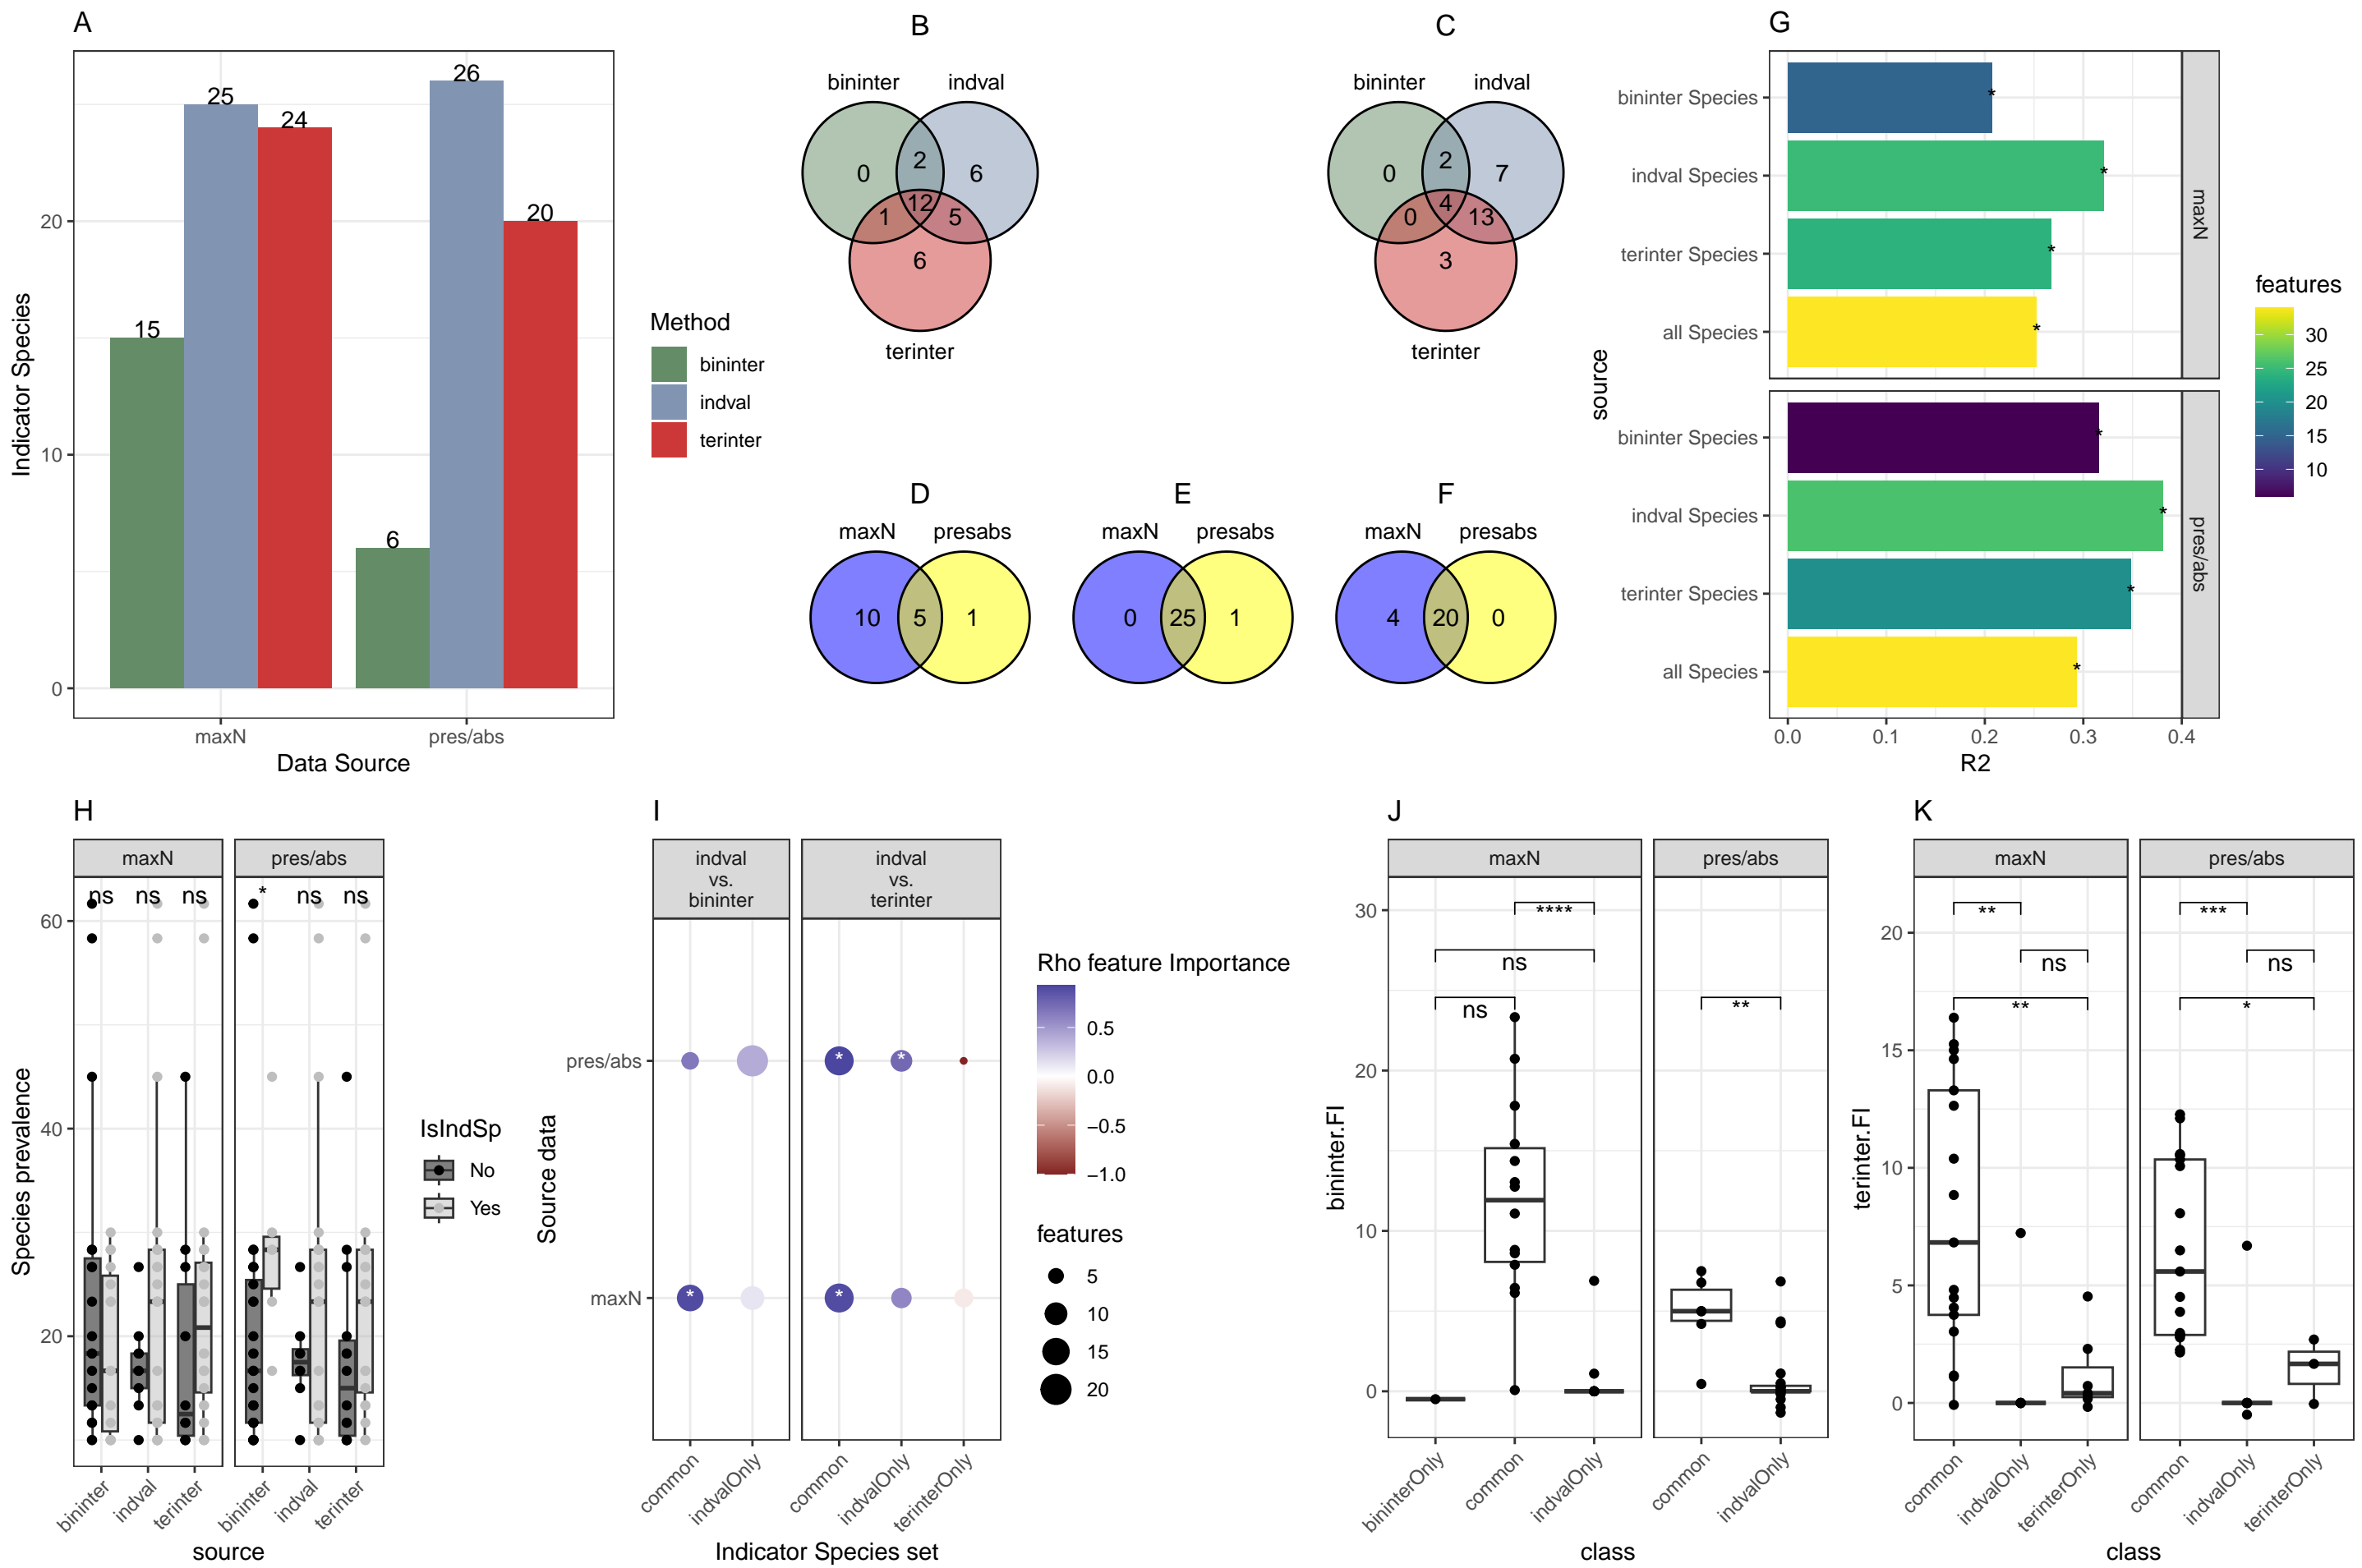 A
Indicator Species
20
10
0
25
24
15
26
20
6
maxN
pres/abs
Data Source
Method
bininter
indval
terinter
B
bininter
indval
0
2
6
12
1
5
6
terinter
C
bininter
indval
0
2
7
4
0
13
3
terinter
D
maxN
presabs
10
5
1
E
maxN
presabs
0
25
1
F
maxN
presabs
4
20
0
G
source
bininter Species
*
indval Species
*
terinter Species
*
all Species
*
maxN
bininter Species
*
indval Species
*
terinter Species
*
all Species
*
pres/abs
0.0
0.1
0.2
0.3
0.4
R2
features
30
25
20
15
10
H
maxN
pres/abs
ns
ns
ns
*
ns
ns
Species prevalence
60
40
20
bininter
indval
terinter
bininter
indval
terinter
source
IsIndSp
No
Yes
I
indval
vs.
bininter
indval
vs.
terinter
Source data
pres/abs
*
*
maxN
*
*
common
indvalOnly
common
indvalOnly
terinterOnly
Indicator Species set
Rho feature Importance
0.5
0.0
−0.5
−1.0
features
5
10
15
20
J
maxN
pres/abs
bininter.FI
30
20
10
0
****
ns
ns
**
bininterOnly
common
indvalOnly
common
indvalOnly
class
K
maxN
pres/abs
terinter.FI
20
15
10
5
0
**
ns
**
***
ns
*
common
indvalOnly
terinterOnly
common
indvalOnly
terinterOnly
class